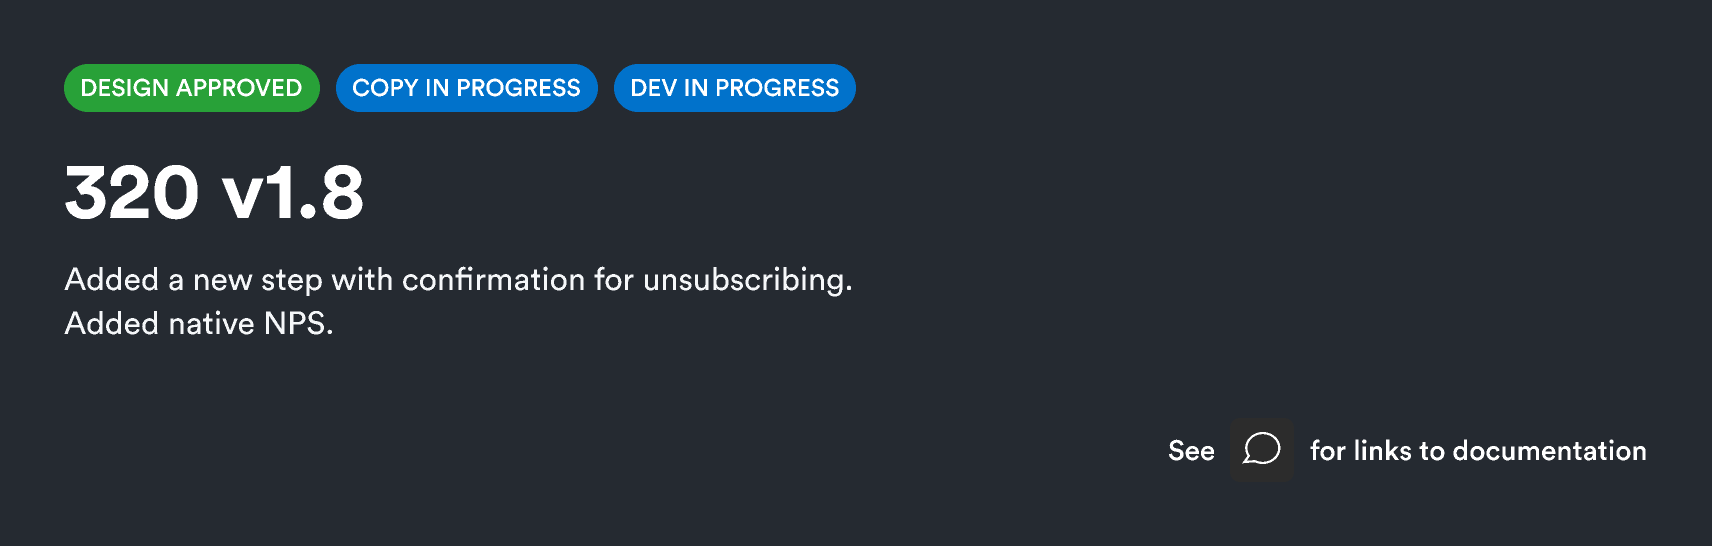 DESIGN APPROVED COPY IN PROGRESS DEV IN PROGRESS
320 v1.8
Added a new step with confirmation for unsubscribing.
Added native NPS.
See for links to documentation